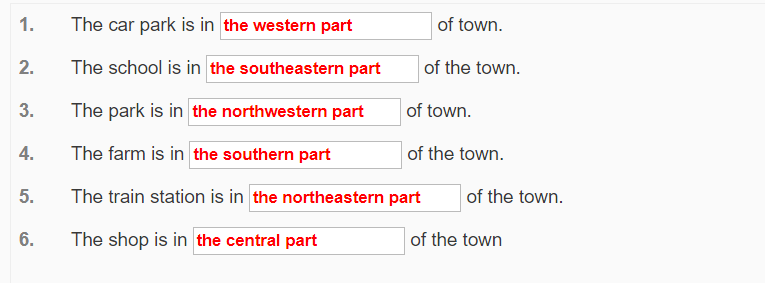 1. The car park is in the western part of town.
2. The school is in the southeastern part of the town.
3. The park is in the northwestern part of town.
4. The farm is in the southern part of the town.
5. The train station is in the northeastern part of the town.
6. The shop is in the central part of the town